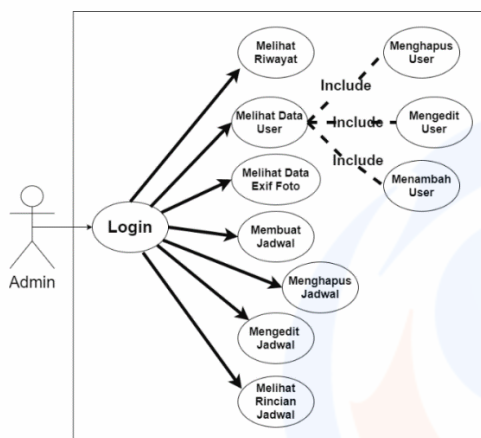 Melihat
Riwayat
Menghapus
User
Include
Melihat Data
User
Include
Mengedit
User
Include
Menambah
User
Melihat Data
Exif Foto
Login
Membuat
Jadwal
Admin
Menghapus
Jadwal
Mengedit
Jadwal
Melihat
Rincian
Jadwal